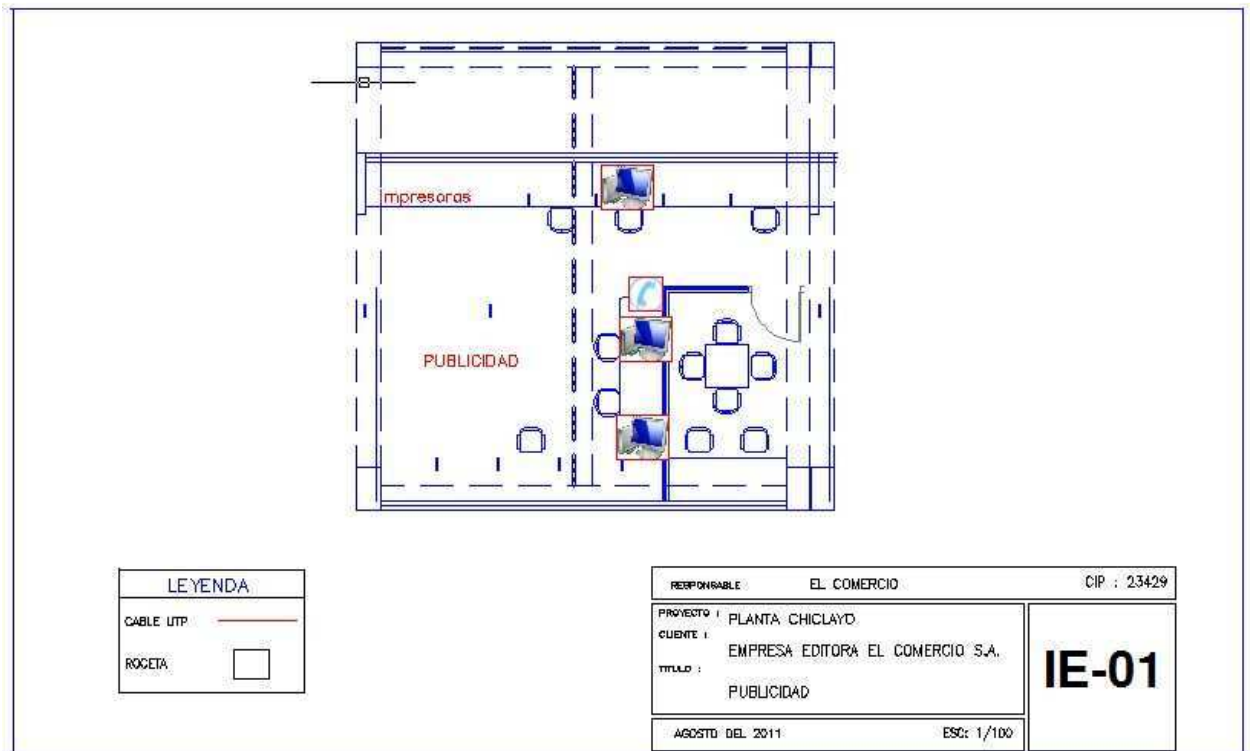 impresoras
PUBLICIDAD
LEYENDA
CABLE UTP
ROCETA
RESPONSABLE EL COMERCIO CIP : 23429
PROYECTO : PLANTA CHICLAYO
CLIENTE :
EMPRESA EDITORA EL COMERCIO S.A.
TITULO :
PUBLICIDAD
IE-01
AGOSTO DEL 2011 ESC: 1/100